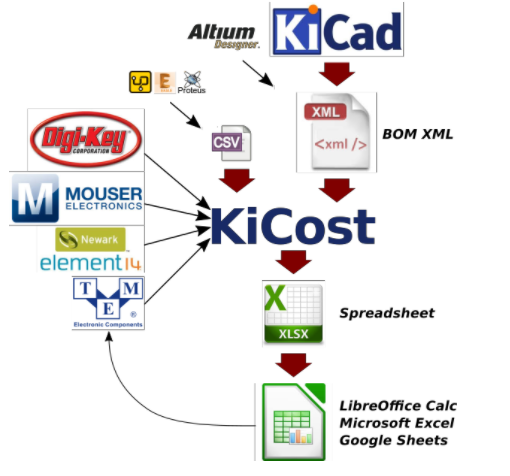 Altium
Designer.
KiCad
Proteus
XML
<xml />
BOM XML
CSV
Digi-Key
CORPORATION
M MOUSER
ELECTRONICS
Newark
element14
KiCost
T M
E ®
Electronic Components
X
XLSX
Spreadsheet
LibreOffice Calc
Microsoft Excel
Google Sheets